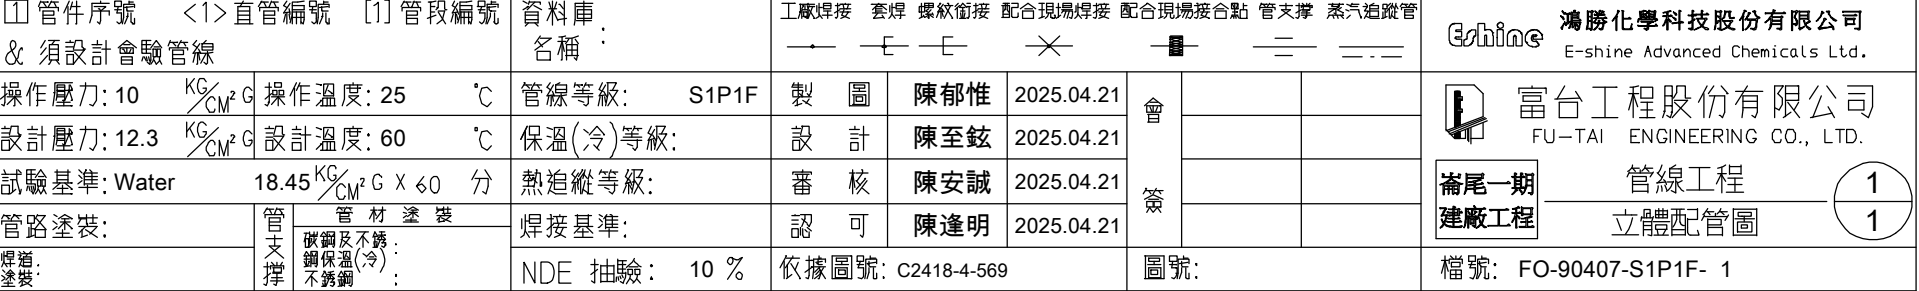 1 管件序號 <1>直管編號 [1]管段編號
& 須設計會驗管線
資料庫名稱 :
工廠焊接 套焊 螺紋銜接 配合現場焊接 配合現場接合點 管支撐 蒸汽追蹤管
Eshine 鴻勝化學科技股份有限公司
E-shine Advanced Chemicals Ltd.
操作壓力: 10 KG/CM² G 操作溫度: 25 °C 管線等級: S1P1F 製圖 陳郁惟 2025.04.21 會簽
設計壓力: 12.3 KG/CM² G 設計溫度: 60 °C 保溫(冷)等級: 設計 陳至鉉 2025.04.21
富台工程股份有限公司
FU-TAI ENGINEERING CO., LTD.
試驗基準: Water 18.45 KG/CM² G X 60 分 熱追縱等級: 審核 陳安誠 2025.04.21
管路塗裝: 管支撐 管材塗裝 焊接基準: 認可 陳逢明 2025.04.21
崙尾一期
建廠工程
管線工程
立體配管圖
1
1
焊道塗裝:
碳鋼及不銹鋼保溫(冷) :
不銹鋼 :
NDE 抽驗: 10 % 依據圖號: C2418-4-569 圖號: 檔號: FO-90407-S1P1F- 1